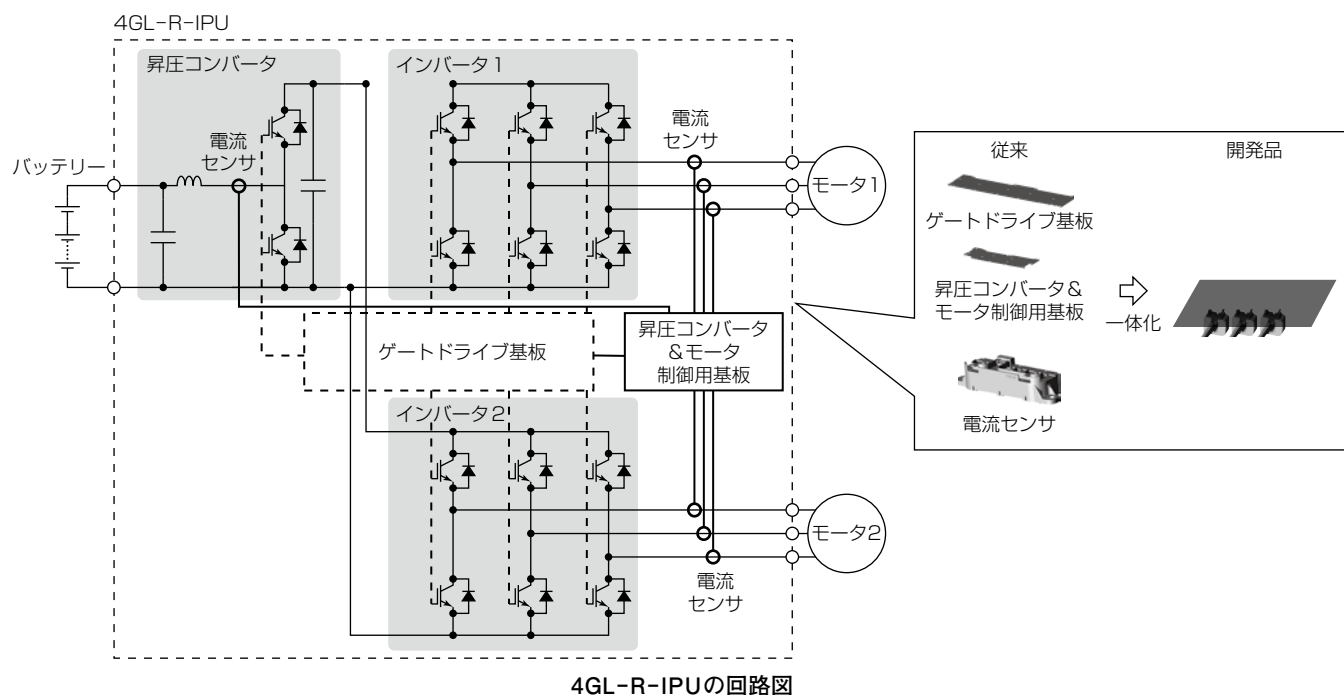 4GL-R-IPU
昇圧コンバータ
インバータ1
電流
センサ
バッテリー
電流
センサ
モータ1
ゲートドライブ基板
昇圧コンバータ
&モータ
制御用基板
インバータ2
モータ2
電流
センサ
従来
開発品
ゲートドライブ基板
昇圧コンバータ&
モータ制御用基板
一体化
電流センサ
4GL-R-IPUの回路図